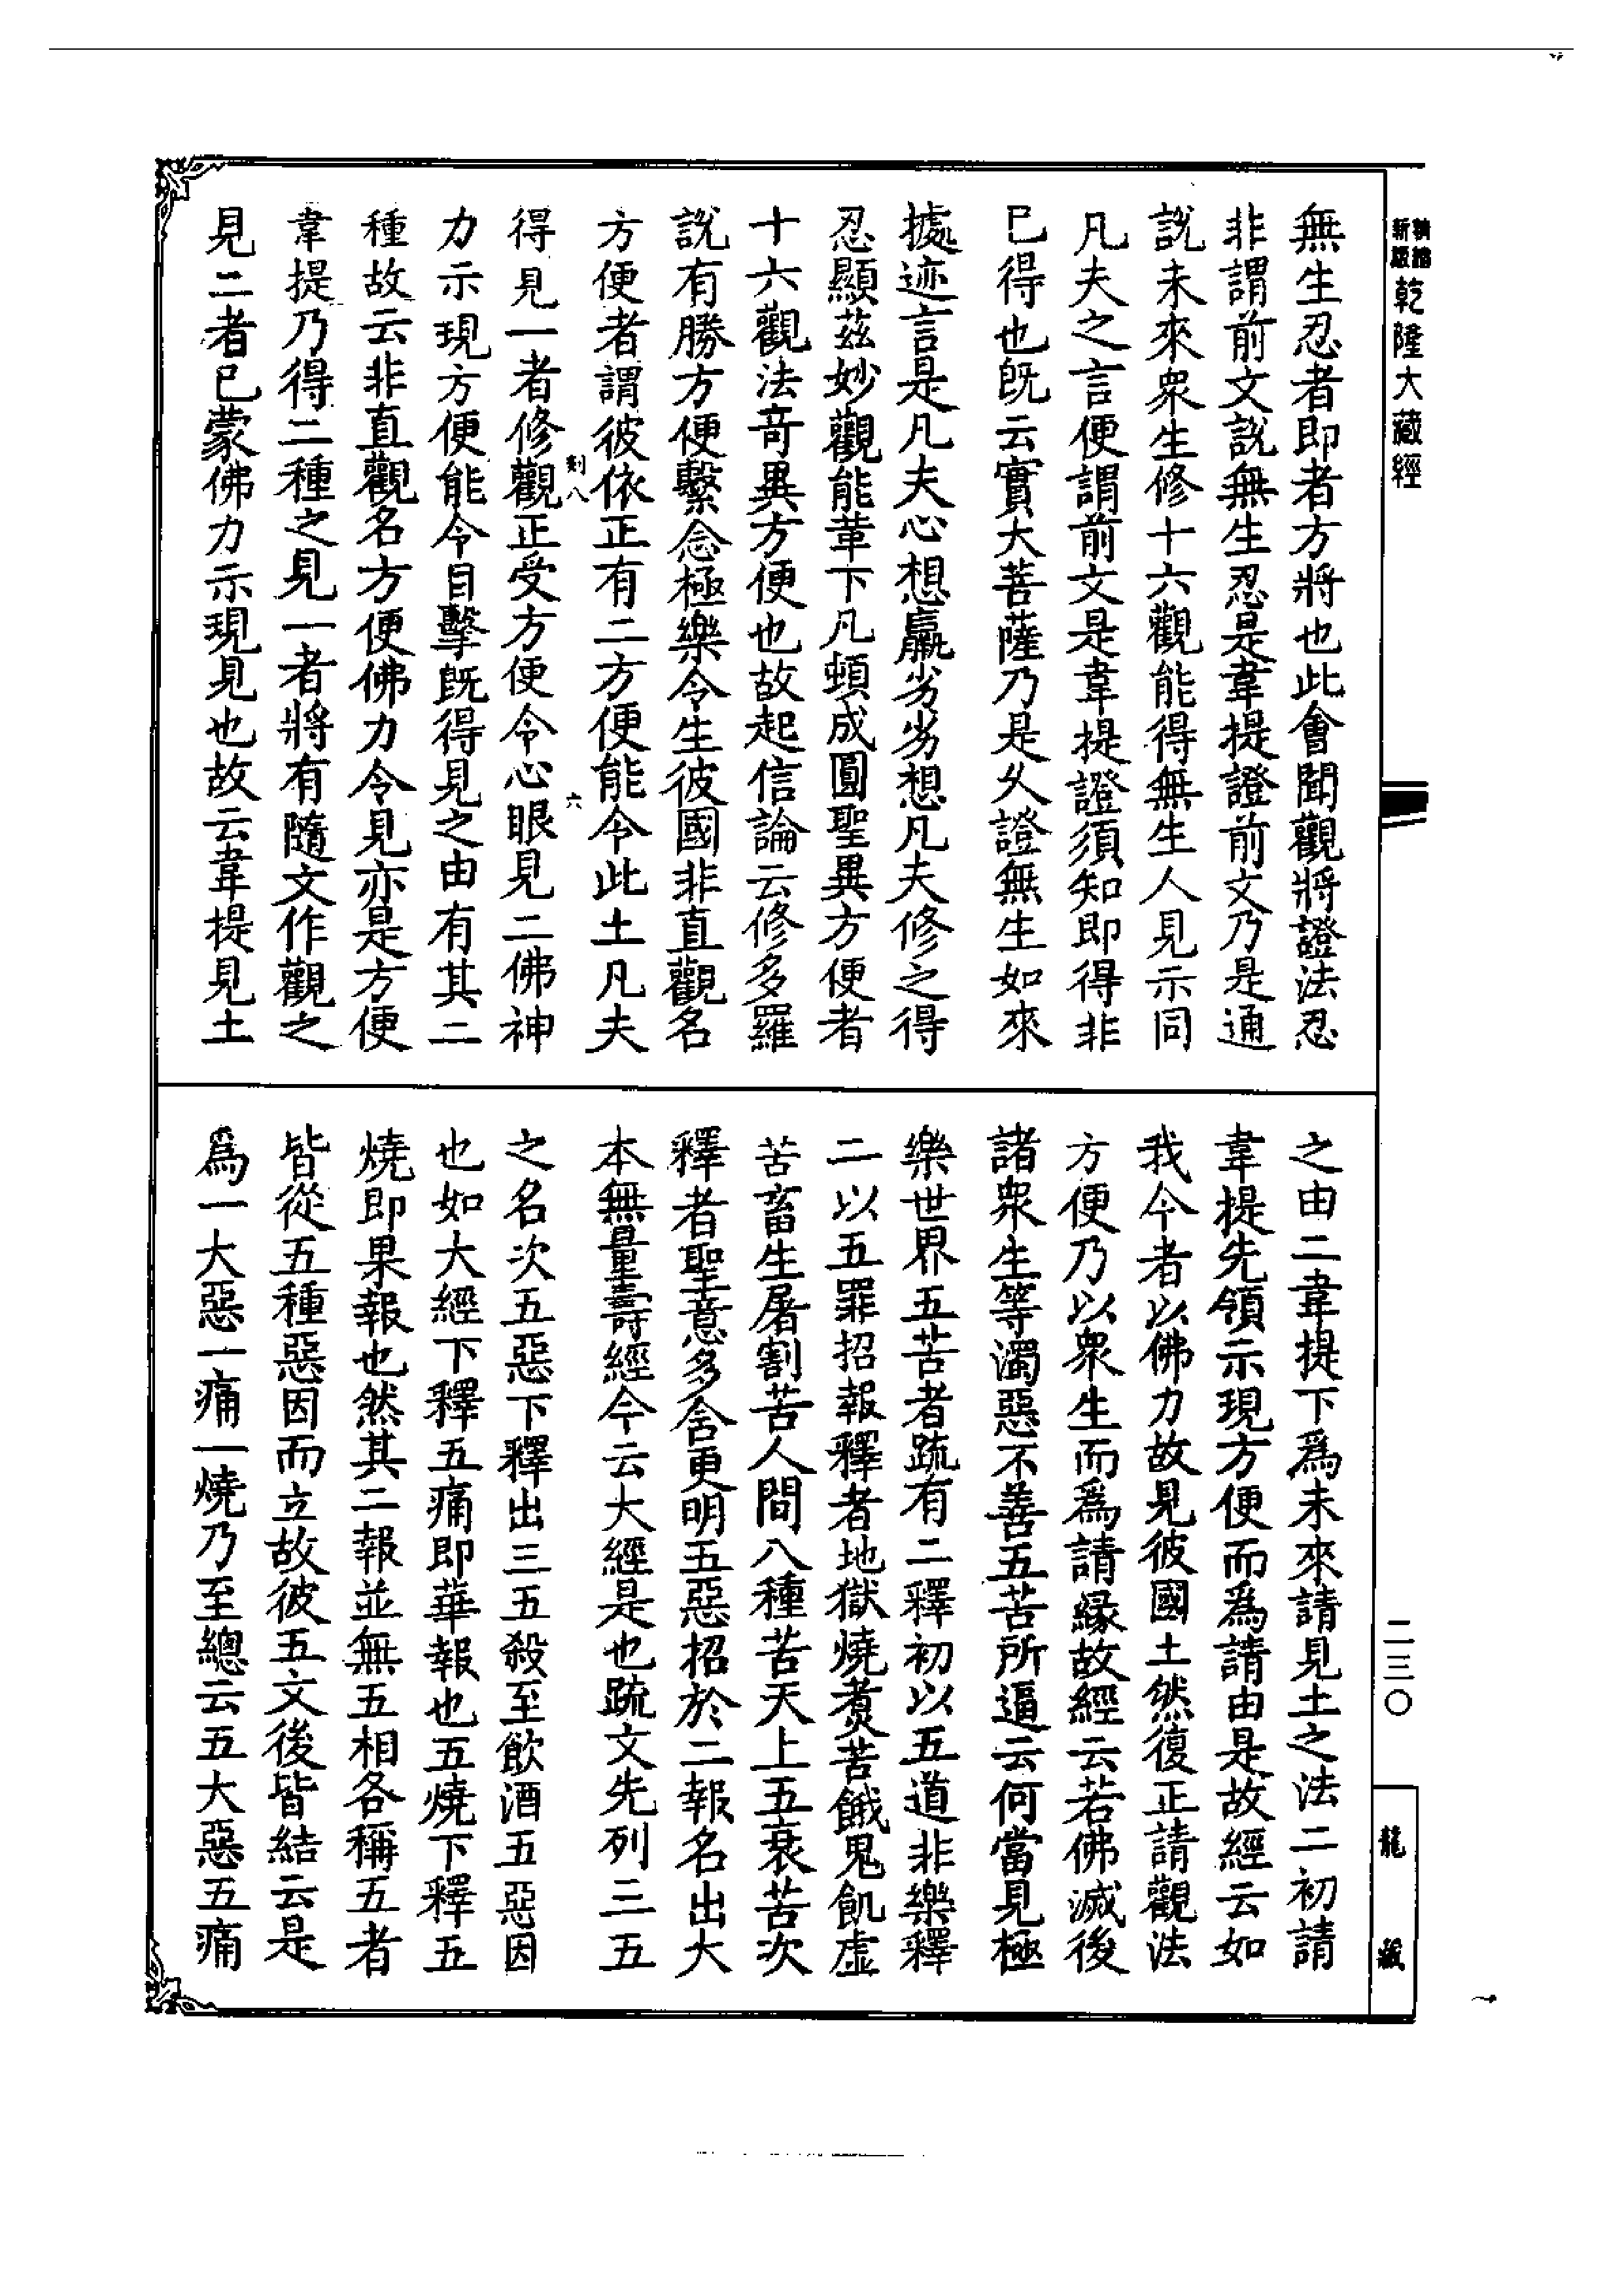 乾隆大藏經
無生忍者即者方將也此會聞觀將證法忍
非謂前文說無生忍是韋提證前文乃是通
說未來眾生修十六觀能得無生人見示同
凡夫之言便謂前文是韋提證須知即得非
已得也既云實大菩薩乃是久證無生如來
據迹言是凡夫心想羸劣劣想凡夫修之得
忍顯茲妙觀能革下凡頓成圓聖異方便者
十六觀法竒異方便也故起信論云修多羅
說有勝方便繫念極樂令生彼國非直觀名
方便者謂彼依正有二方便能令此土凡夫
得見一者修觀正受方便令心眼見二佛神
力示現方便能令目擊既得見之由有其二
種故云非直觀名方便佛力令見亦是方便
韋提乃得二種之見一者將有隨文作觀之
見二者已蒙佛力示現見也故云韋提見土
之由二韋提下爲未來請見土之法二初請
韋提先領示現方便而爲請由是故經云如
我今者以佛力故見彼國土然復正請觀法
方便乃以眾生而爲請緣故經云若佛滅後
諸眾生等濁惡不善五苦所逼云何當見極
樂世界五苦者疏有二釋初以五道非樂釋
二以五罪招報釋者地獄燒煑苦餓鬼飢虛
苦畜生屠割苦人間八種苦天上五衰苦次
釋者聖意多含更明五惡招於二報名出大
本無量壽經今云大經是也疏文先列三五
之名次五惡下釋出三五殺至飲酒五惡因
也如大經下釋五痛即華報也五燒下釋五
燒即果報也然其二報並無五相各稱五者
皆從五種惡因而立故彼五文後皆結云是
爲一大惡一痛一燒乃至總云五大惡五痛
二三〇
龍藏